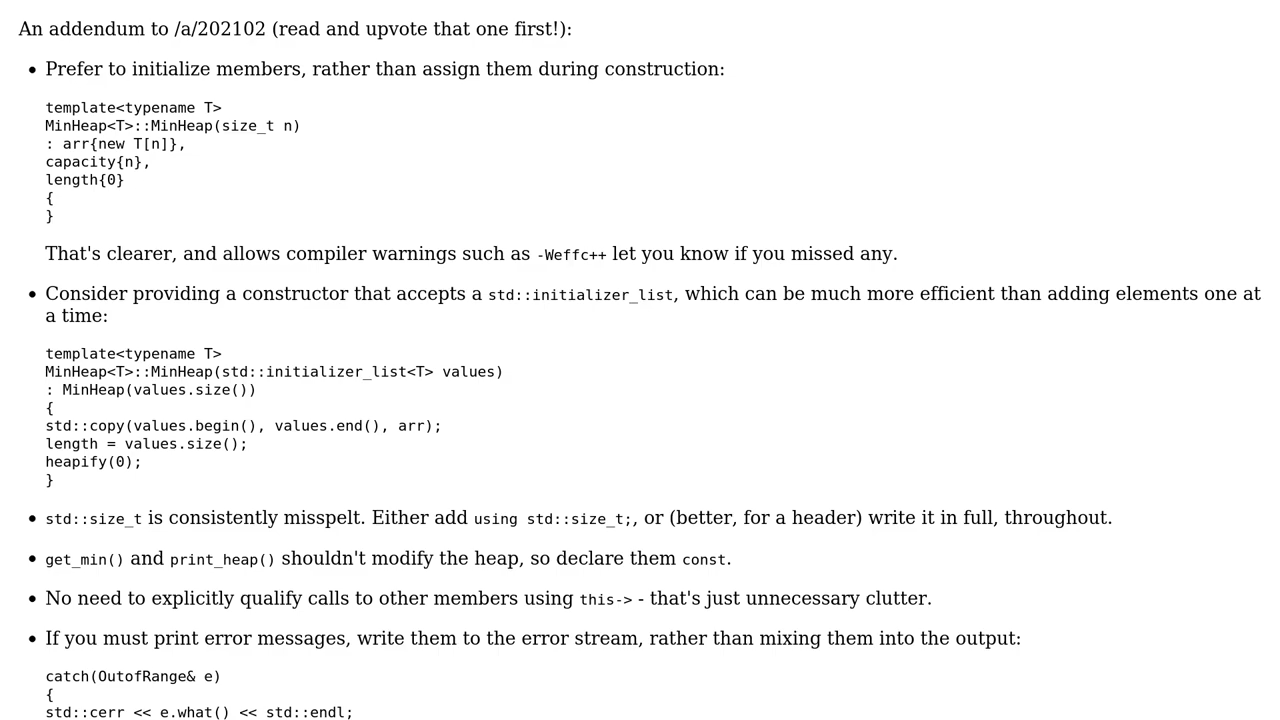 An addendum to /a/202102 (read and upvote that one first!):
• Prefer to initialize members, rather than assign them during construction:
template<typename T>
MinHeap<T>::MinHeap(size_t n)
: arr{new T[n]},
capacity{n},
length{0}
{
}
That's clearer, and allows compiler warnings such as -Weffc++ let you know if you missed any.
• Consider providing a constructor that accepts a std::initializer_list, which can be much more efficient than adding elements one at
a time:
template<typename T>
MinHeap<T>::MinHeap(std::initializer_list<T> values)
: MinHeap(values.size())
{
std::copy(values.begin(), values.end(), arr);
length = values.size();
heapify(0);
}
• std::size_t is consistently misspelt. Either add using std::size_t;, or (better, for a header) write it in full, throughout.
• get_min() and print_heap() shouldn't modify the heap, so declare them const.
• No need to explicitly qualify calls to other members using this-> - that's just unnecessary clutter.
• If you must print error messages, write them to the error stream, rather than mixing them into the output:
catch(OutofRange& e)
{
std::cerr << e.what() << std::endl;